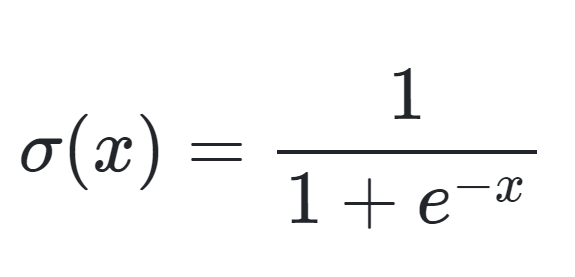 σ(x) = 1 / (1 + e^{-x})